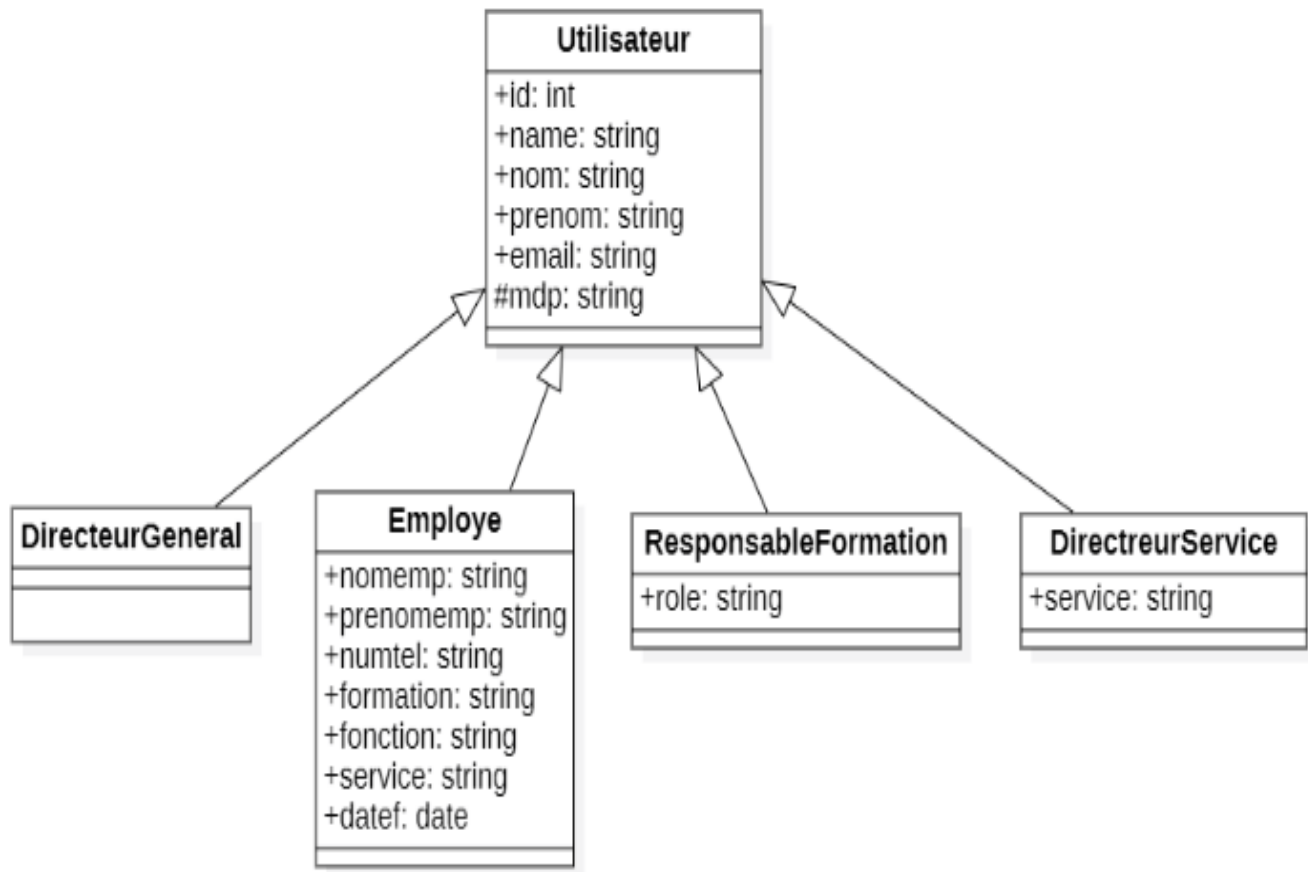 Utilisateur
+id: int
+name: string
+nom: string
+prenom: string
+email: string
#mdp: string
DirecteurGeneral
Employe
+nomemp: string
+prenomemp: string
+numtel: string
+formation: string
+fonction: string
+service: string
+datef: date
ResponsableFormation
+role: string
DirectreurService
+service: string